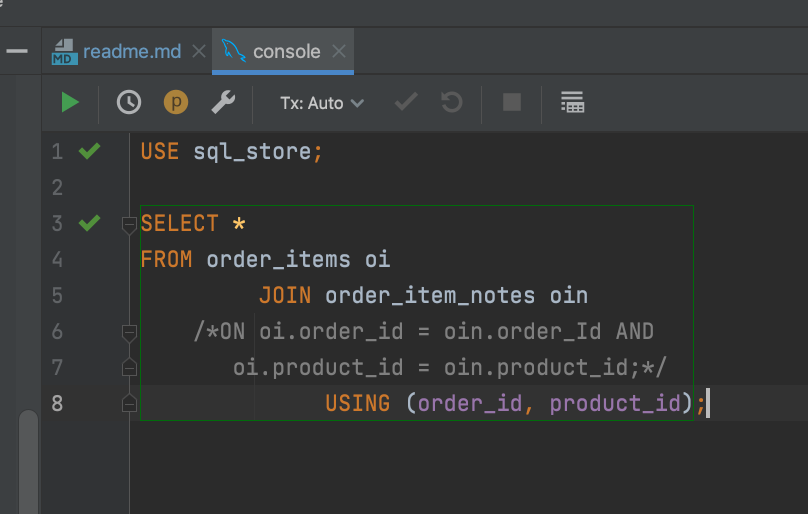 readme.md console
Tx: Auto
1 USE sql_store;
2
3 SELECT *
4 FROM order_items oi
5 JOIN order_item_notes oin
6 /*ON oi.order_id = oin.order_Id AND
7 oi.product_id = oin.product_id;*/
8 USING (order_id, product_id);